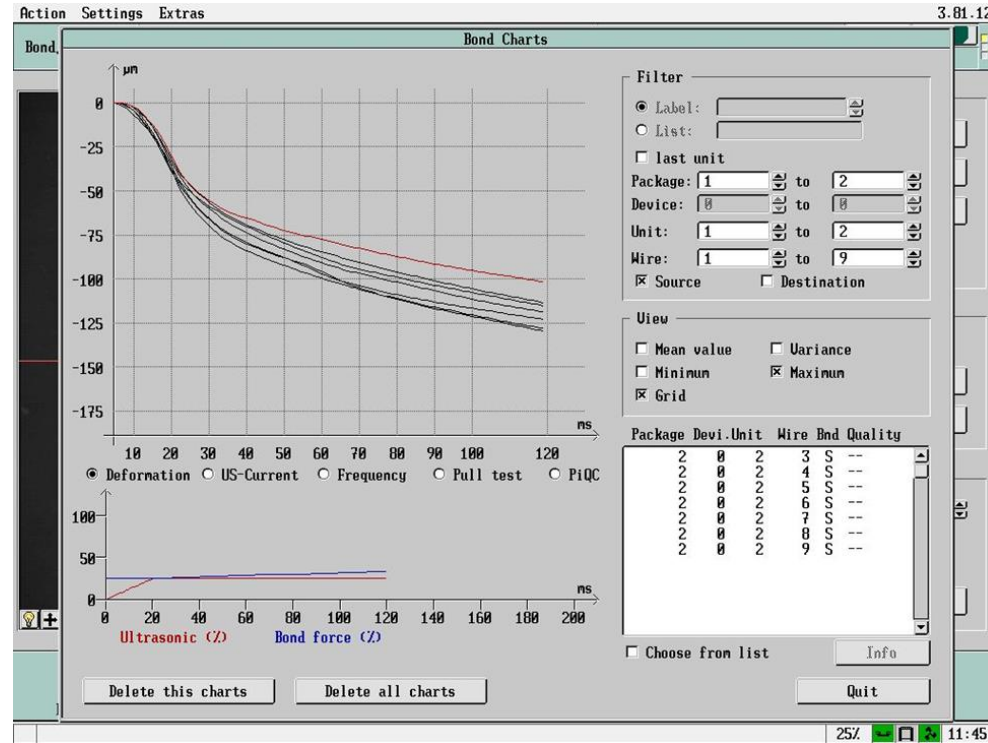 Action Settings Extras 3.81.12
Bond.
Bond Charts
µm
0
-25
-50
-75
-100
-125
-150
-175
ms
10 20 30 40 50 60 70 80 90 100 120
Deformation US-Current Frequency Pull test PiQC
100
50
0
ms
0 20 40 60 80 100 120 140 160 180 200
Ultrasonic (%) Bond force (%)
Delete this charts Delete all charts
Filter
Label:
List:
last unit
Package: 1 to 2
Device: 0 to 0
Unit: 1 to 2
Wire: 1 to 9
Source Destination
View
Mean value Variance
Minimum Maximum
Grid
Package Devi.Unit Wire Bnd Quality
2 0 2 3 S --
2 0 2 4 S --
2 0 2 5 S --
2 0 2 6 S --
2 0 2 7 S --
2 0 2 8 S --
2 0 2 9 S --
Choose from list Info
Quit
25% 11:45